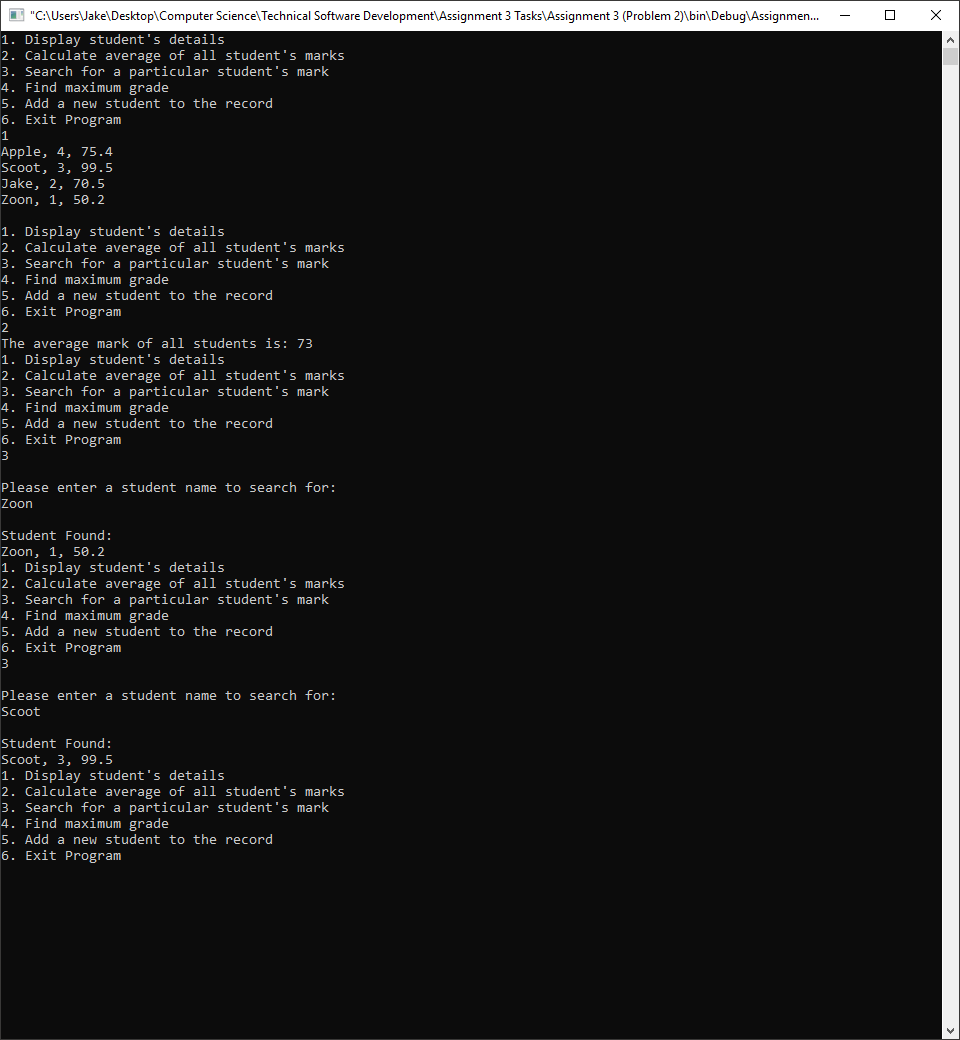 "C:\Users\Jake\Desktop\Computer Science\Technical Software Development\Assignment 3 Tasks\Assignment 3 (Problem 2)\bin\Debug\Assignmen...
1. Display student's details
2. Calculate average of all student's marks
3. Search for a particular student's mark
4. Find maximum grade
5. Add a new student to the record
6. Exit Program
1
Apple, 4, 75.4
Scoot, 3, 99.5
Jake, 2, 70.5
Zoon, 1, 50.2
1. Display student's details
2. Calculate average of all student's marks
3. Search for a particular student's mark
4. Find maximum grade
5. Add a new student to the record
6. Exit Program
2
The average mark of all students is: 73
1. Display student's details
2. Calculate average of all student's marks
3. Search for a particular student's mark
4. Find maximum grade
5. Add a new student to the record
6. Exit Program
3
Please enter a student name to search for:
Zoon
Student Found:
Zoon, 1, 50.2
1. Display student's details
2. Calculate average of all student's marks
3. Search for a particular student's mark
4. Find maximum grade
5. Add a new student to the record
6. Exit Program
3
Please enter a student name to search for:
Scoot
Student Found:
Scoot, 3, 99.5
1. Display student's details
2. Calculate average of all student's marks
3. Search for a particular student's mark
4. Find maximum grade
5. Add a new student to the record
6. Exit Program